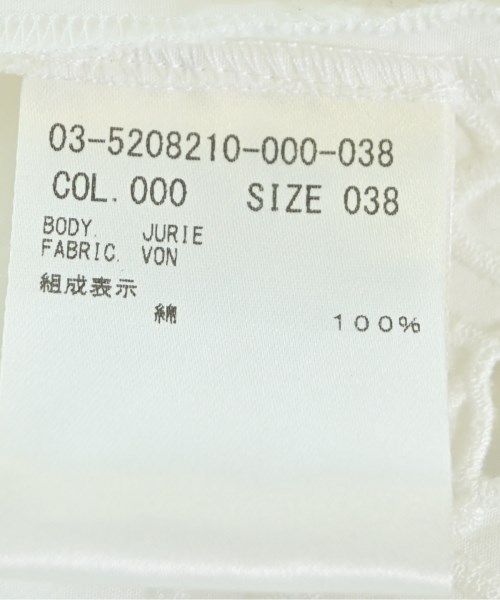 03-5208210-000-038
COL. 000 SIZE 038
BODY. JURIE
FABRIC. VON
組成表示
綿 100%